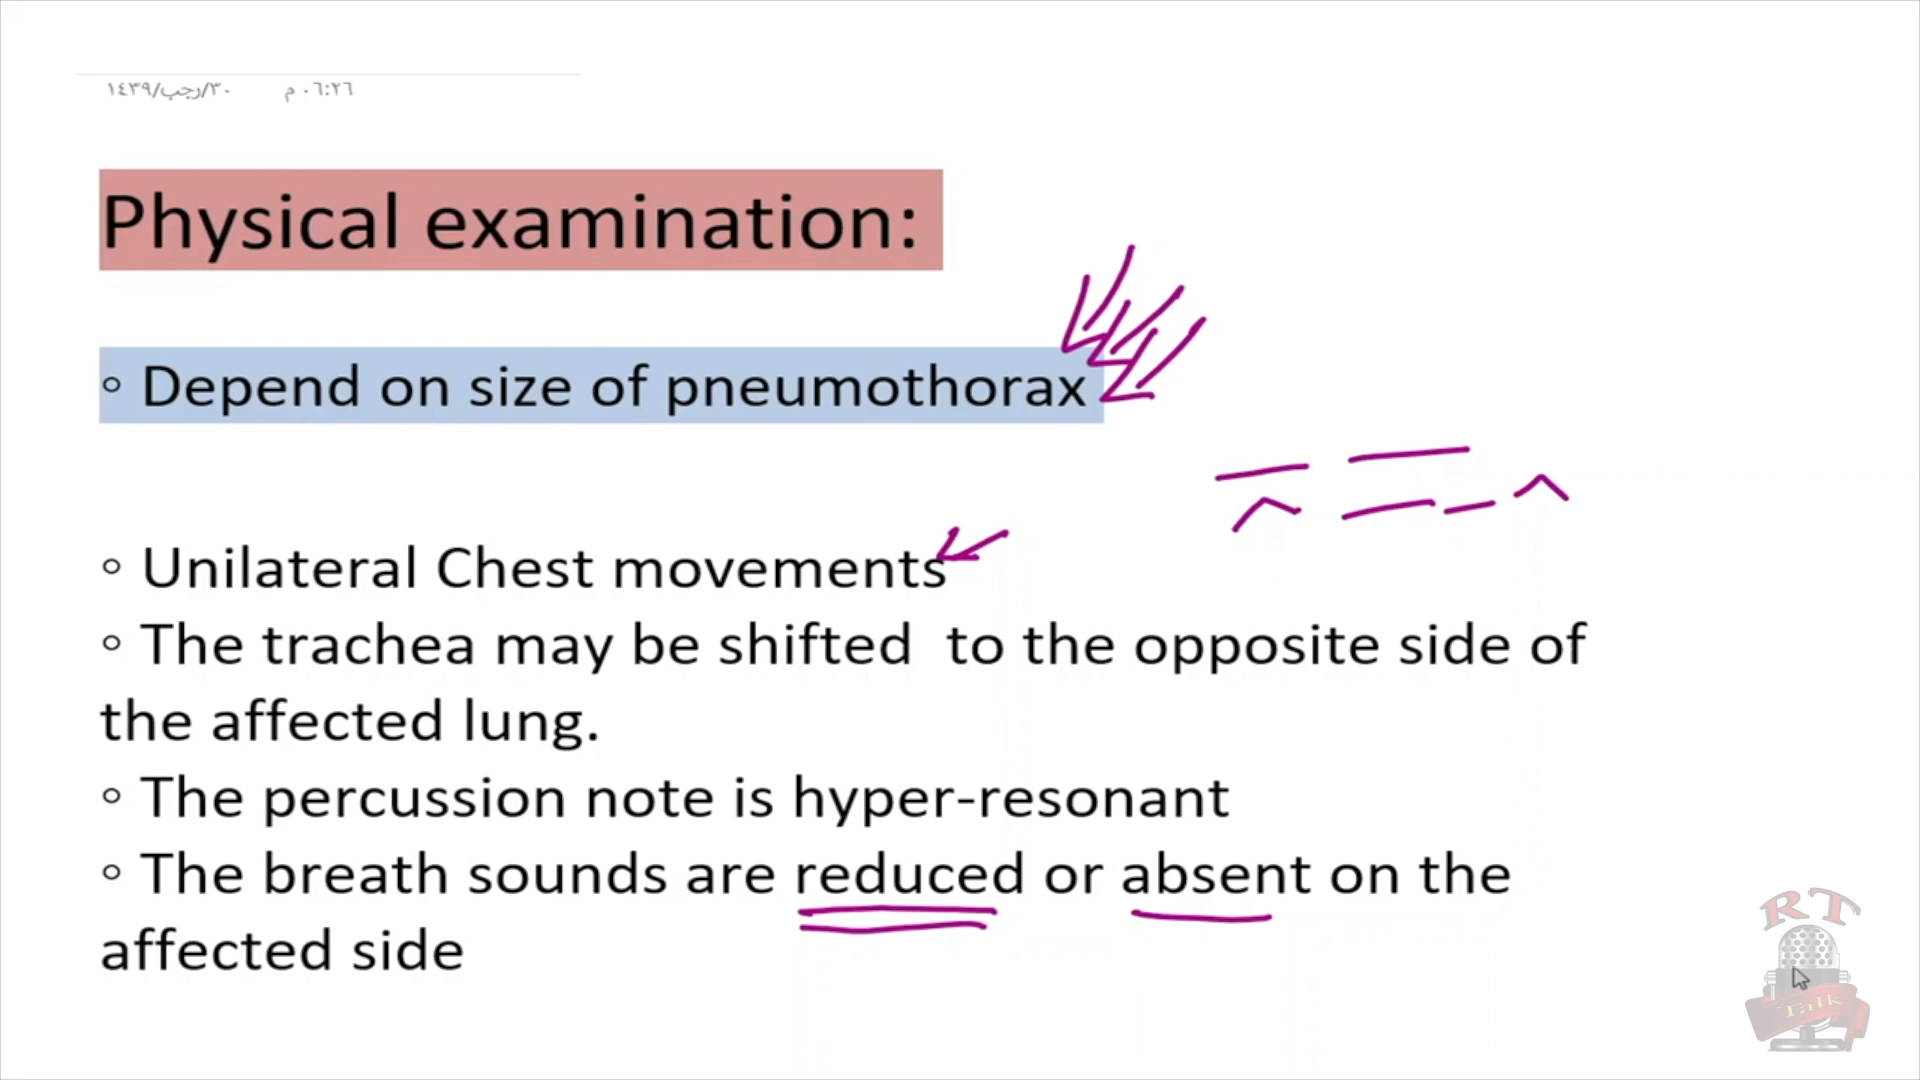 ٣٠/رجب/١٤٣٩ ٠٦:٢٦ م
Physical examination:
◦ Depend on size of pneumothorax
◦ Unilateral Chest movements
◦ The trachea may be shifted to the opposite side of
the affected lung.
◦ The percussion note is hyper-resonant
◦ The breath sounds are reduced or absent on the
affected side
RT
Talk